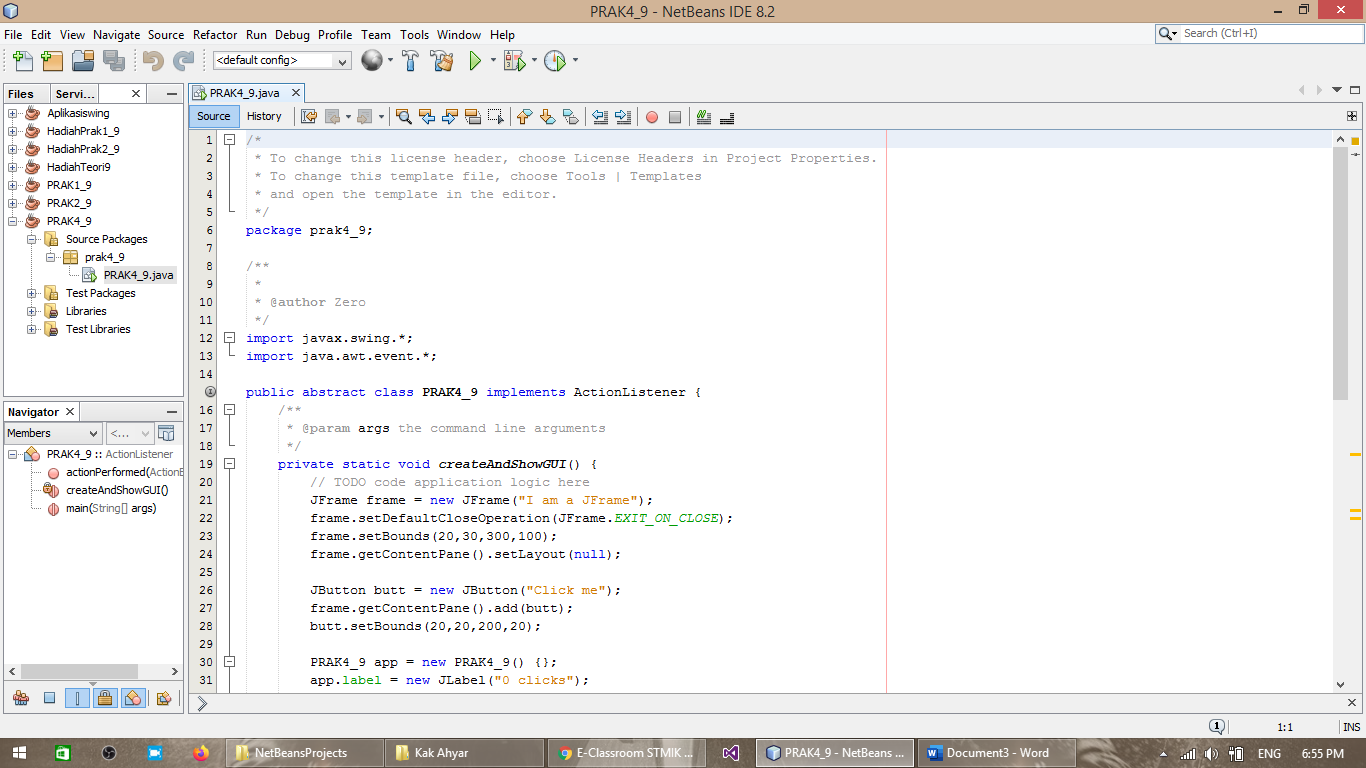 PRAK4_9 - NetBeans IDE 8.2
File Edit View Navigate Source Refactor Run Debug Profile Team Tools Window Help
Search (Ctrl+I)
<default config>
Files Servi...
Aplikasiswing
HadiahPrak1_9
HadiahPrak2_9
HadiahTeori9
PRAK1_9
PRAK2_9
PRAK4_9
Source Packages
prak4_9
PRAK4_9.java
Test Packages
Libraries
Test Libraries
Navigator
Members <...
PRAK4_9 :: ActionListener
actionPerformed(ActionE
createAndShowGUI()
main(String[] args)
PRAK4_9.java
Source History
1 /*
2 * To change this license header, choose License Headers in Project Properties.
3 * To change this template file, choose Tools | Templates
4 * and open the template in the editor.
5 */
6 package prak4_9;
7
8 /**
9 *
10 * @author Zero
11 */
12 import javax.swing.*;
13 import java.awt.event.*;
14
public abstract class PRAK4_9 implements ActionListener {
16 /**
17 * @param args the command line arguments
18 */
19 private static void createAndShowGUI() {
20 // TODO code application logic here
21 JFrame frame = new JFrame("I am a JFrame");
22 frame.setDefaultCloseOperation(JFrame.EXIT_ON_CLOSE);
23 frame.setBounds(20,30,300,100);
24 frame.getContentPane().setLayout(null);
25
26 JButton butt = new JButton("Click me");
27 frame.getContentPane().add(butt);
28 butt.setBounds(20,20,200,20);
29
30 PRAK4_9 app = new PRAK4_9() {};
31 app.label = new JLabel("0 clicks");
1 1:1 INS
NetBeansProjects
Kak Ahyar
E-Classroom STMIK ...
PRAK4_9 - NetBeans ...
Document3 - Word
ENG 6:55 PM